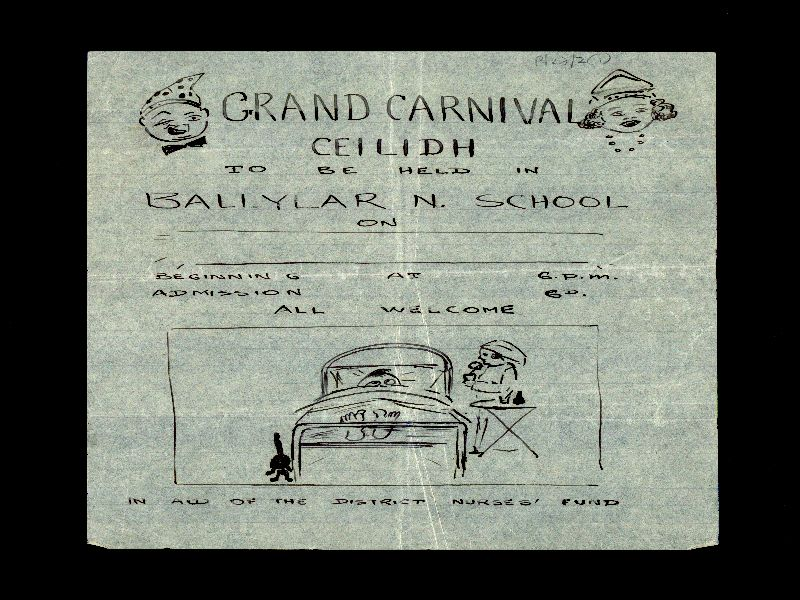 GRAND CARNIVAL
CEILIDH
TO BE HELD IN
BALLYLAR N. SCHOOL
ON
BEGINNING AT 6.P.M.
ADMISSION 6D.
ALL WELCOME
IN AID OF THE DISTRICT NURSES' FUND